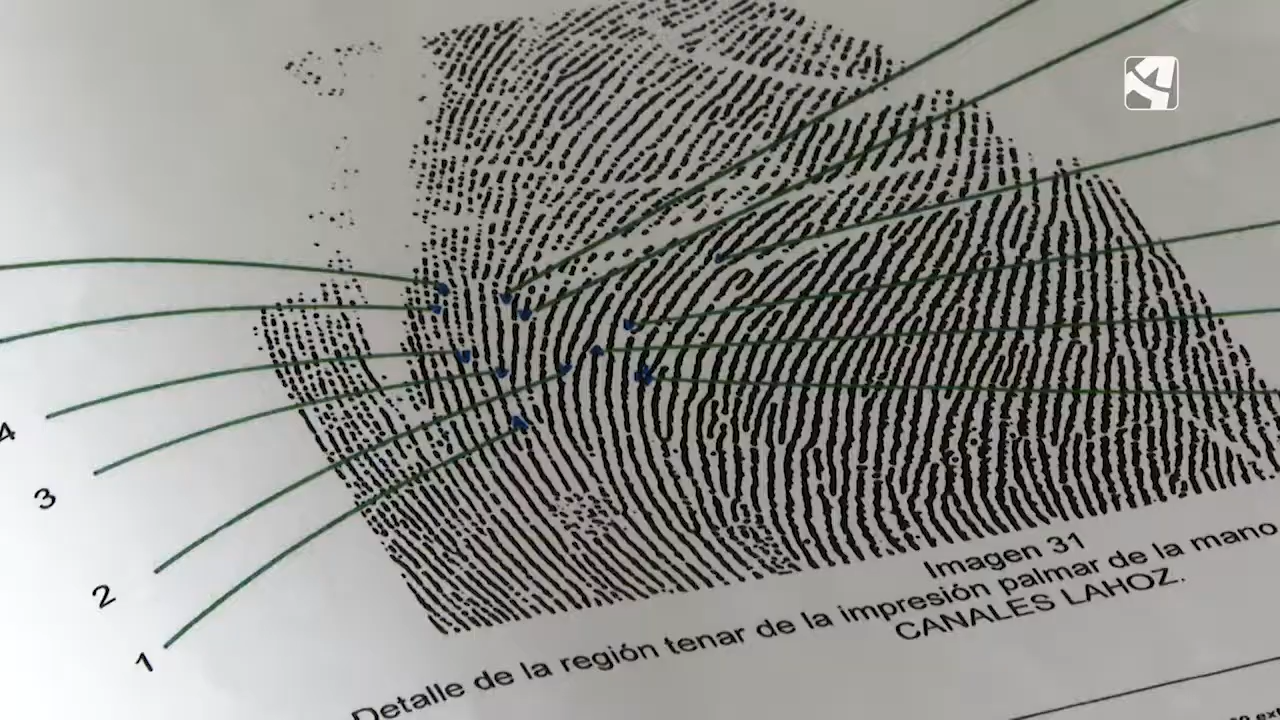 4
3
2
1
Imagen 31
Detalle de la región tenar de la impresión palmar de la mano
CANALES LAHOZ.